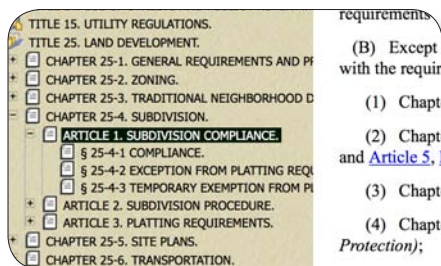 TITLE 15. UTILITY REGULATIONS.
TITLE 25. LAND DEVELOPMENT.
CHAPTER 25-1. GENERAL REQUIREMENTS AND
CHAPTER 25-2. ZONING.
CHAPTER 25-3. TRADITIONAL NEIGHBORHOOD D
CHAPTER 25-4. SUBDIVISION.
ARTICLE 1. SUBDIVISION COMPLIANCE.
§ 25-4-1 COMPLIANCE.
§ 25-4-2 EXCEPTION FROM PLATTING REQU
§ 25-4-3 TEMPORARY EXEMPTION FROM PL
ARTICLE 2. SUBDIVISION PROCEDURE.
ARTICLE 3. PLATTING REQUIREMENTS.
CHAPTER 25-5. SITE PLANS.
CHAPTER 25-6. TRANSPORTATION.
requirements
(B) Except
with the requir
(1) Chapt
(2) Chapt
and Article 5,
(3) Chapt
(4) Chapt
Protection);